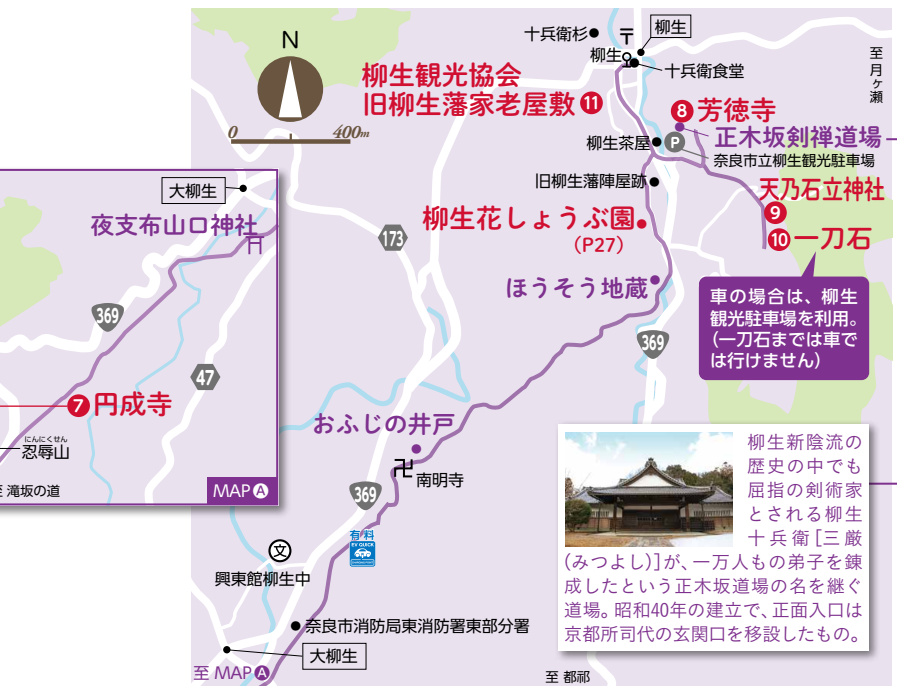 N
0 400m
十兵衛杉
〒
柳生
柳生
十兵衛食堂
至 月ヶ瀬
柳生観光協会
旧柳生藩家老屋敷 11
8 芳徳寺
正木坂剣禅道場
柳生茶屋
P
奈良市立柳生観光駐車場
旧柳生藩陣屋跡
天乃石立神社
9
10 一刀石
柳生花しょうぶ園
(P27)
ほうそう地蔵
車の場合は、柳生
観光駐車場を利用。
(一刀石までは車で
は行けません)
173
369
大柳生
夜支布山口神社
369
47
7 円成寺
にんにくせん
忍辱山
至 滝坂の道
MAP A
おふじの井戸
卍
南明寺
369
有料
EV QUICK
文
興東館柳生中
奈良市消防局東消防署東部分署
大柳生
至 MAP A
至 都祁
柳生新陰流の
歴史の中でも
屈指の剣術家
とされる柳生
十兵衛[三厳
(みつよし)]が、一万人もの弟子を錬
成したという正木坂道場の名を継ぐ
道場。昭和40年の建立で、正面入口は
京都所司代の玄関口を移設したもの。